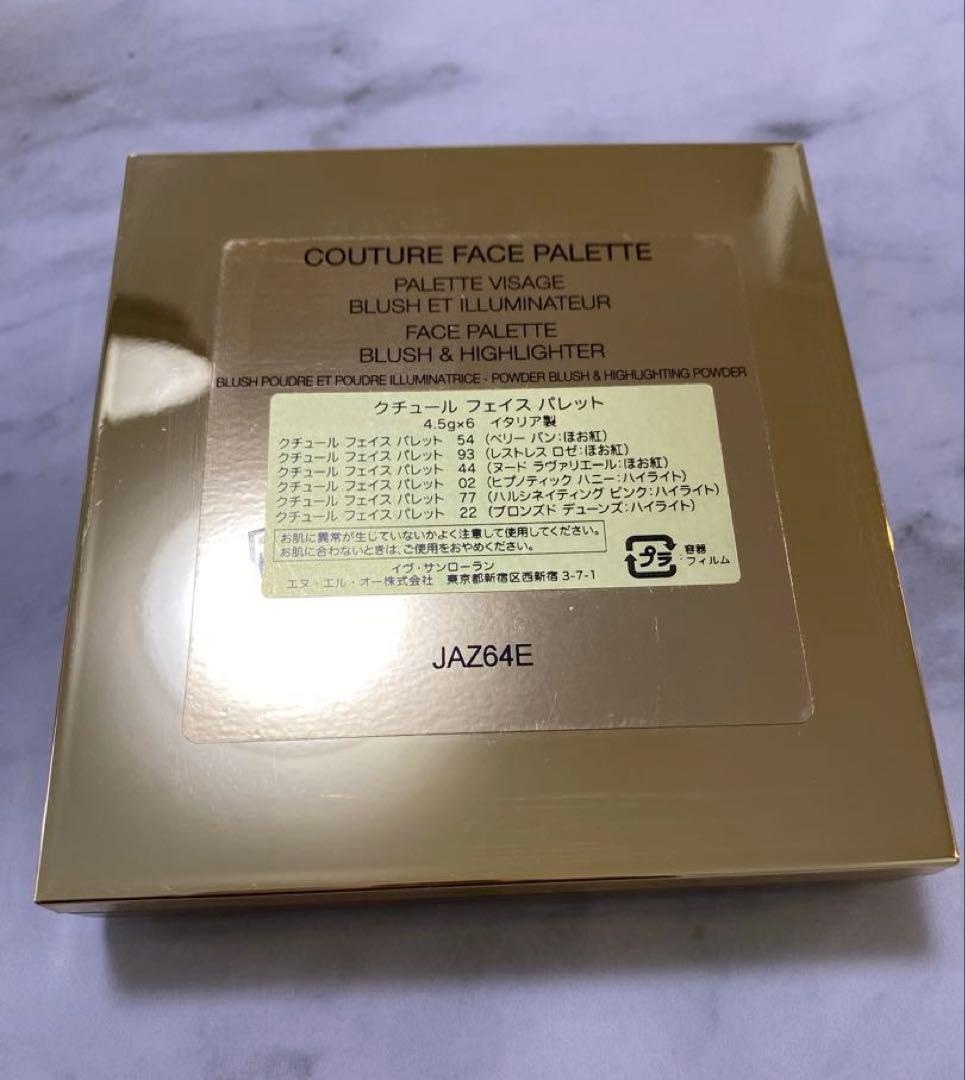 COUTURE FACE PALETTE
PALETTE VISAGE
BLUSH ET ILLUMINATEUR
FACE PALETTE
BLUSH & HIGHLIGHTER
BLUSH POUDRE ET POUDRE ILLUMINATRICE - POWDER BLUSH & HIGHLIGHTING POWDER
クチュール フェイス パレット
4.5g×6 イタリア製
クチュール フェイス パレット 54 (ベリー バン:ほお紅)
クチュール フェイス パレット 93 (レストレス ロゼ:ほお紅)
クチュール フェイス パレット 44 (ヌード ラヴァリエール:ほお紅)
クチュール フェイス パレット 02 (ヒプノティック ハニー:ハイライト)
クチュール フェイス パレット 77 (ハルシネイティング ピンク:ハイライト)
クチュール フェイス パレット 22 (ブロンズド デューンズ:ハイライト)
お肌に異常が生じていないかよく注意して使用してください。
お肌に合わないときは、ご使用をおやめください。
プラ
:容器
:フィルム
イヴ・サンローラン
エヌ・エル・オー株式会社 東京都新宿区西新宿 3-7-1
JAZ64E